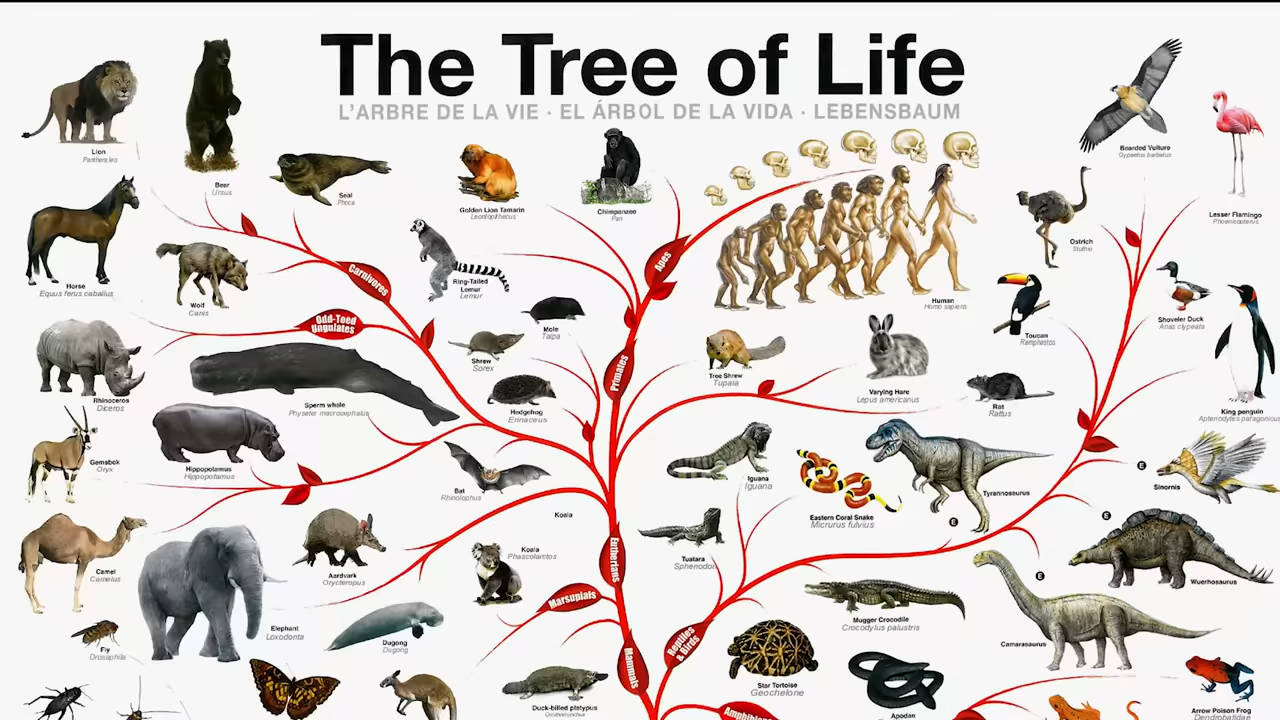 The Tree of Life
L'ARBRE DE LA VIE · EL ÁRBOL DE LA VIDA · LEBENSBAUM
Lion
Panthera leo
Bear
Ursus
Seal
Phoca
Golden Lion Tamarin
Leontopithecus
Chimpanzee
Pan
Bearded Vulture
Gypaetus barbatus
Lesser Flamingo
Phoenicopterus
Horse
Equus ferus caballus
Wolf
Canis
Carnivores
Ring-Tailed
Lemur
Lemur
Apes
Human
Homo sapiens
Ostrich
Struthio
Toucan
Ramphastos
Shoveler Duck
Anas clypeata
Odd-Toed
Ungulates
Mole
Talpa
Shrew
Sorex
Primates
Tree Shrew
Tupaia
Varying Hare
Lepus americanus
Rat
Rattus
King penguin
Aptenodytes patagonicus
Rhinoceros
Diceros
Sperm whale
Physeter macrocephalus
Hedgehog
Erinaceus
Gemsbok
Oryx
Hippopotamus
Hippopotamus
Bat
Rhinolophus
Iguana
Iguana
Eastern Coral Snake
Micrurus fulvius
Tyrannosaurus
E
E
Sinornis
E
Koala
Camel
Camelus
Aardvark
Orycteropus
Koala
Phascolarctos
Eutherians
Tuatara
Sphenodon
E
Wuerhosaurus
Marsupials
Mugger Crocodile
Crocodylus palustris
Camarasaurus
Fly
Drosophila
Elephant
Loxodonta
Dugong
Dugong
Mammals
Reptiles
& Birds
Star Tortoise
Geochelone
Duck-billed platypus
Amphibians
Apodan
Arrow Poison Frog
Dendrobatidae